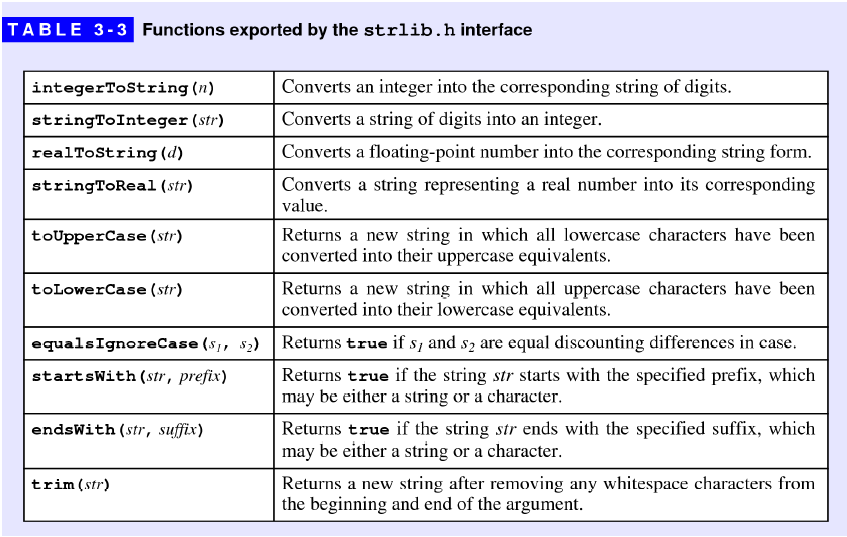 TABLE 3-3 Functions exported by the strlib.h interface
integerToString(n) Converts an integer into the corresponding string of digits.
stringToInteger(str) Converts a string of digits into an integer.
realToString(d) Converts a floating-point number into the corresponding string form.
stringToReal(str) Converts a string representing a real number into its corresponding
value.
toUpperCase(str) Returns a new string in which all lowercase characters have been
converted into their uppercase equivalents.
toLowerCase(str) Returns a new string in which all uppercase characters have been
converted into their lowercase equivalents.
equalsIgnoreCase(s₁, s₂) Returns true if s₁ and s₂ are equal discounting differences in case.
startsWith(str, prefix) Returns true if the string str starts with the specified prefix, which
may be either a string or a character.
endsWith(str, suffix) Returns true if the string str ends with the specified suffix, which
may be either a string or a character.
trim(str) Returns a new string after removing any whitespace characters from
the beginning and end of the argument.